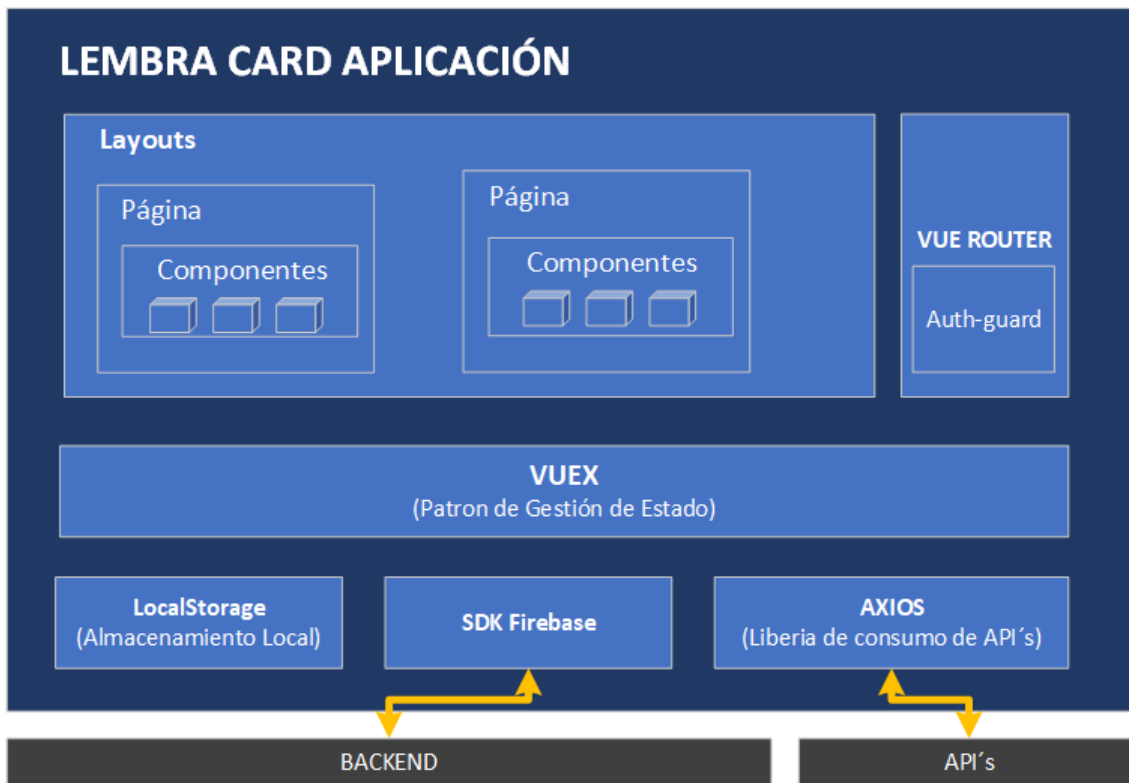 LEMBRA CARD APLICACIÓN
Layouts
Página
Componentes
Página
Componentes
VUE ROUTER
Auth-guard
VUEX
(Patron de Gestión de Estado)
LocalStorage
(Almacenamiento Local)
SDK Firebase
AXIOS
(Liberia de consumo de API´s)
BACKEND
API´s